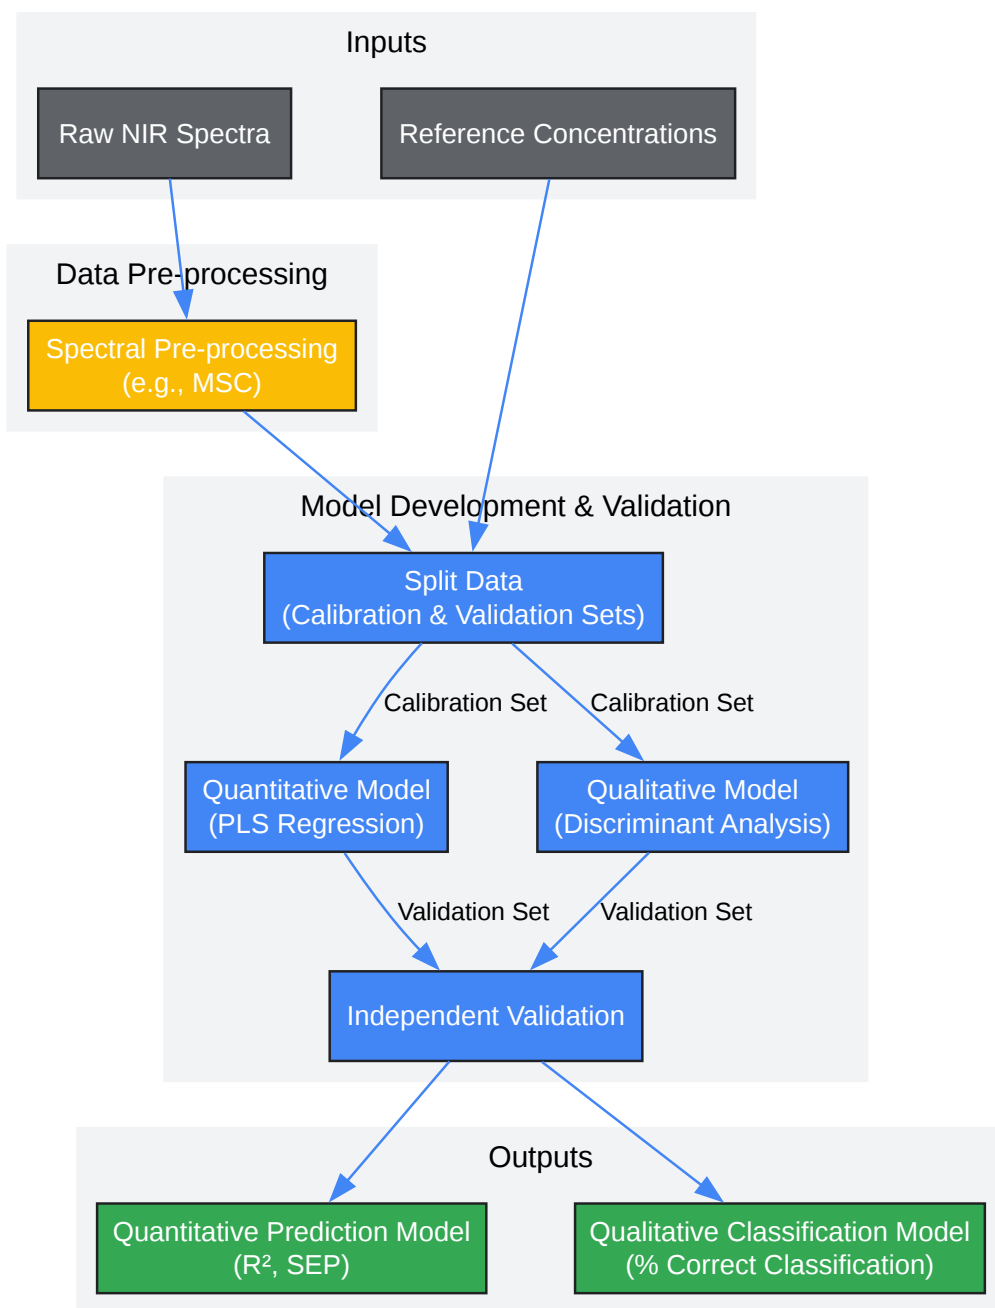 Inputs
Raw NIR Spectra
Reference Concentrations
Data Pre-processing
Spectral Pre-processing
(e.g., MSC)
Model Development & Validation
Split Data
(Calibration & Validation Sets)
Calibration Set
Calibration Set
Quantitative Model
(PLS Regression)
Qualitative Model
(Discriminant Analysis)
Validation Set
Validation Set
Independent Validation
Outputs
Quantitative Prediction Model
(R², SEP)
Qualitative Classification Model
(% Correct Classification)